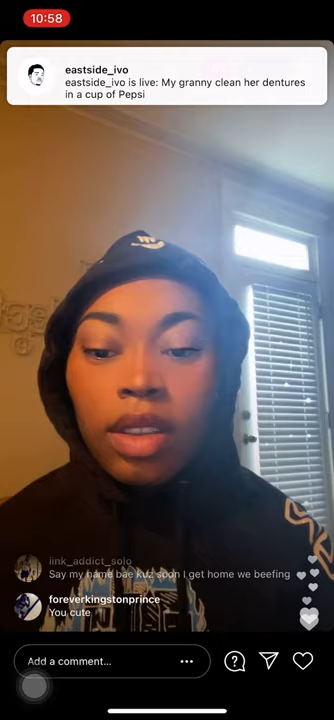 10:58
eastside_ivo
eastside_ivo is live: My granny clean her dentures
in a cup of Pepsi
iink_addict_solo
Say my name bae kuz soon I get home we beefing
foreverkingstonprince
You cute
Add a comment...